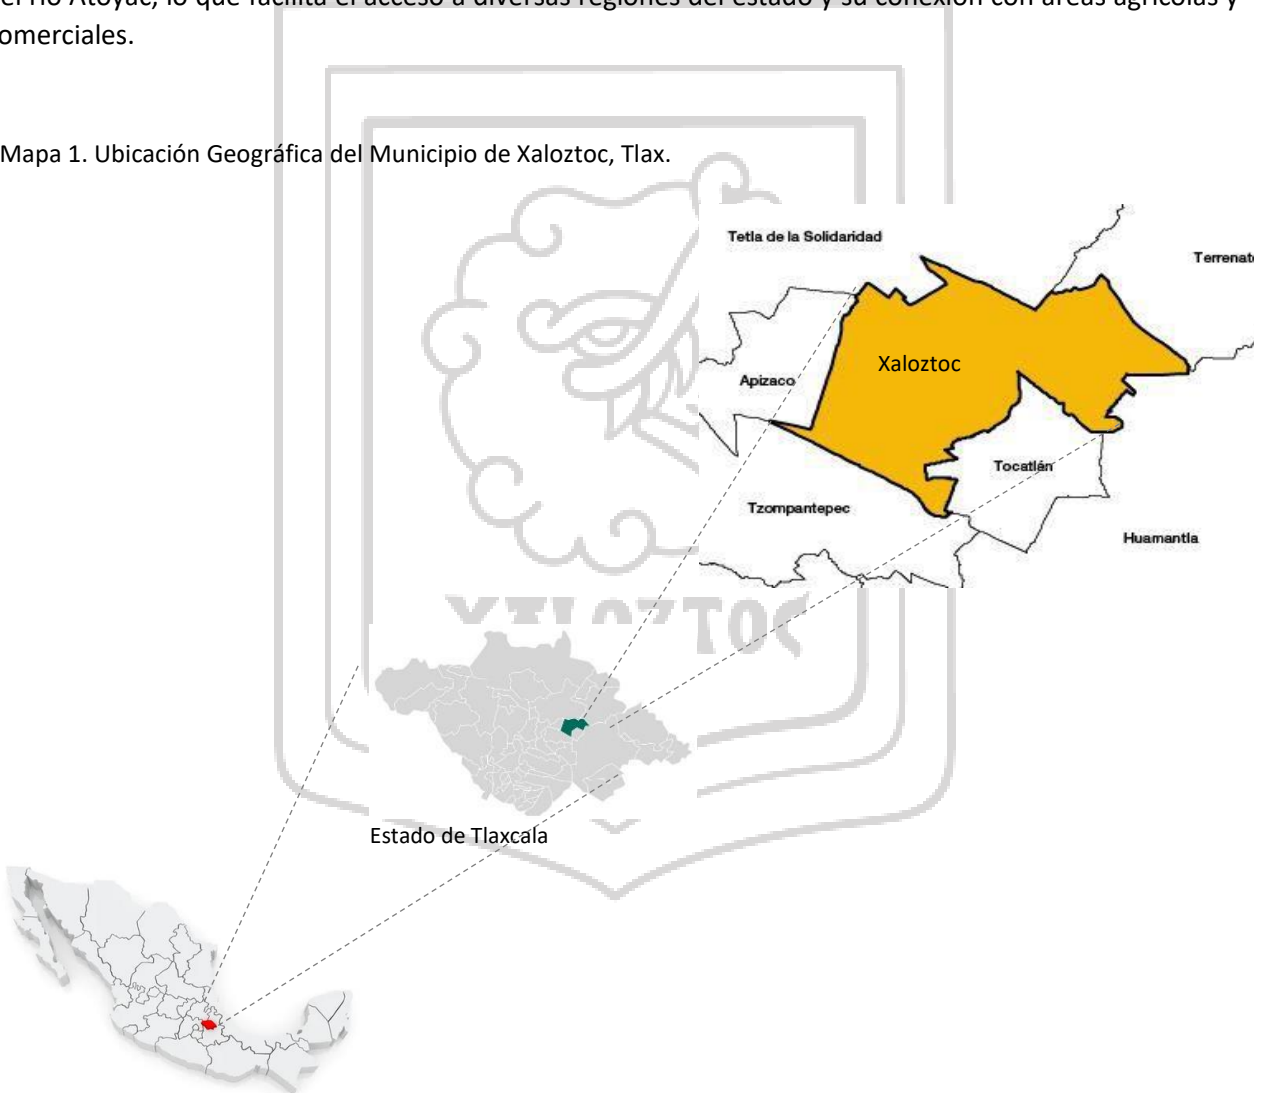 el río Atoyac, lo que facilita el acceso a diversas regiones del estado y su conexión con áreas agrícolas y
omerciales.
Mapa 1. Ubicación Geográfica del Municipio de Xaloztoc, Tlax.
Tetla de la Solidaridad
Terrenat
Xaloztoc
Apizaco
Tocatlán
Tzompantepec
Huamantla
XALOZTOC
Estado de Tlaxcala